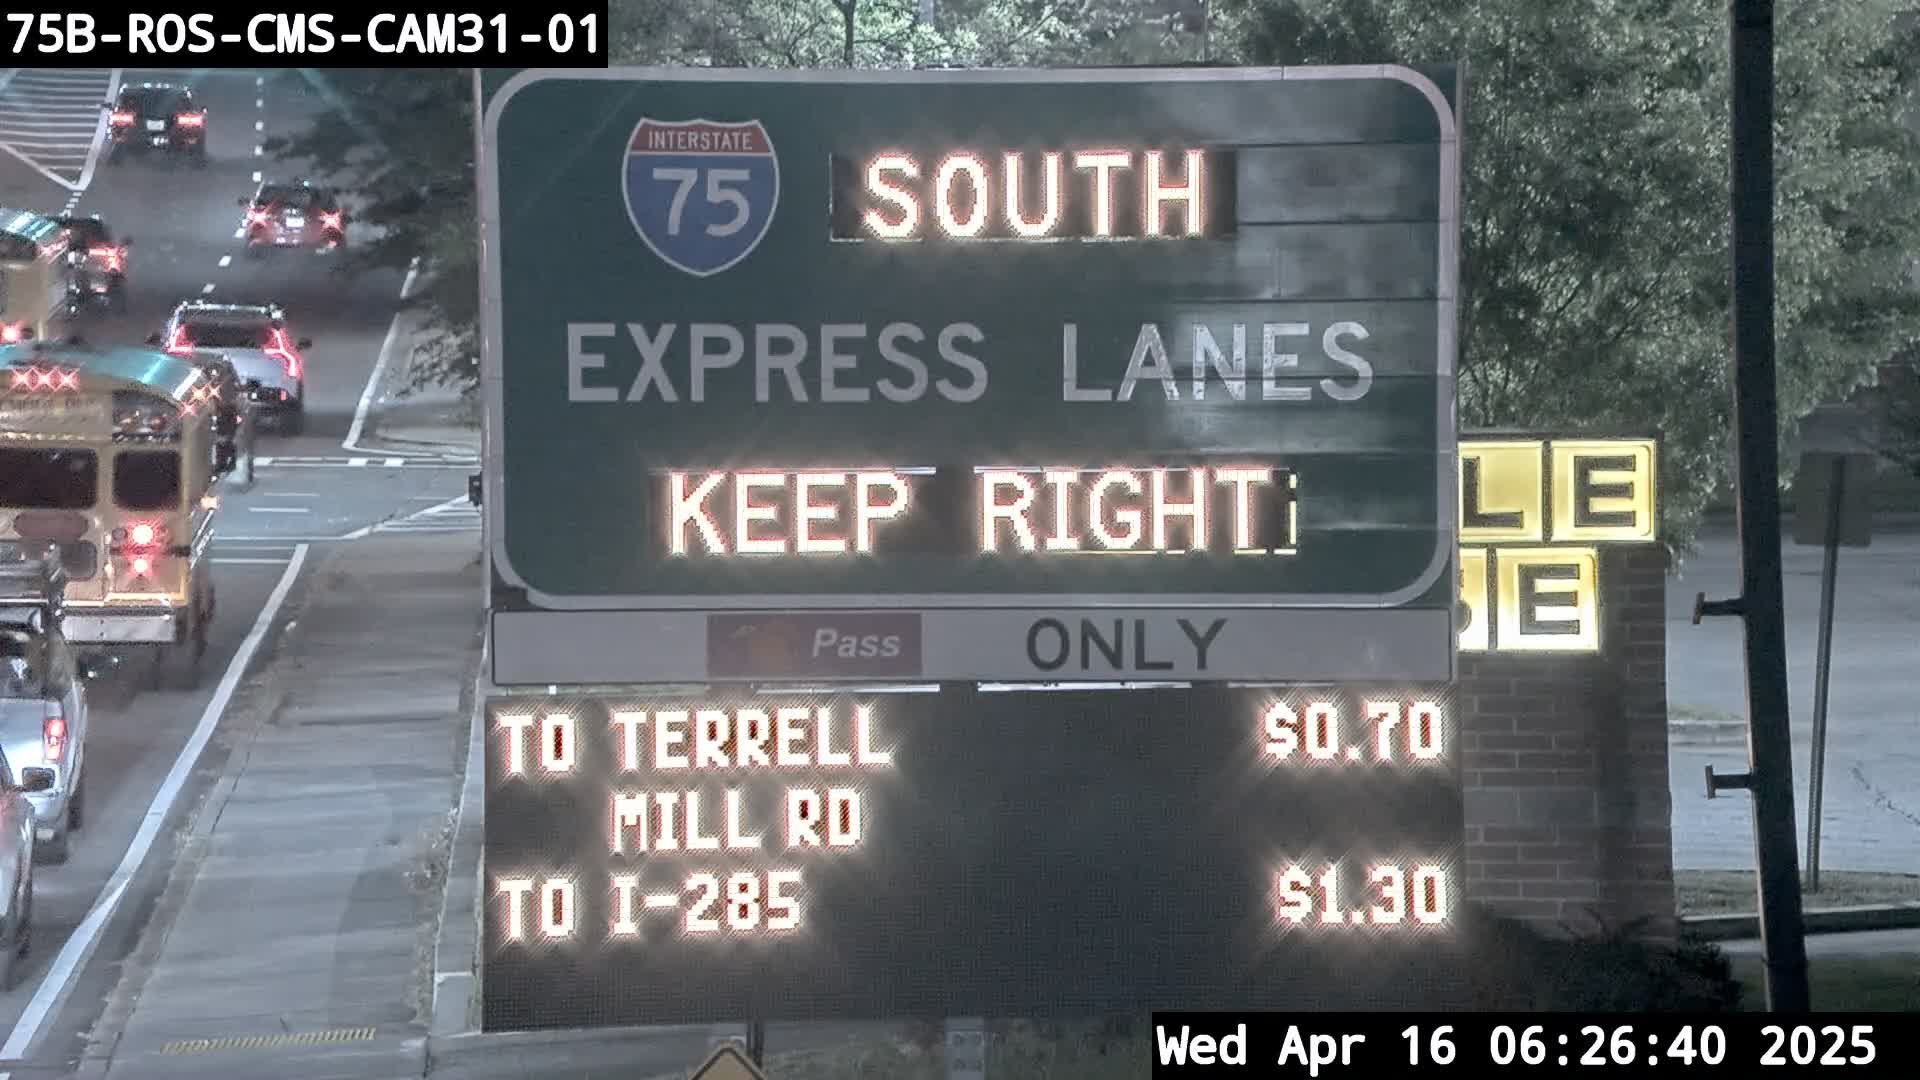 75B-ROS-CMS-CAM31-01
INTERSTATE
75
SOUTH
EXPRESS LANES
KEEP RIGHT
Pass ONLY
TO TERRELL $0.70
MILL RD
TO I-285 $1.30
LE
E
Wed Apr 16 06:26:40 2025